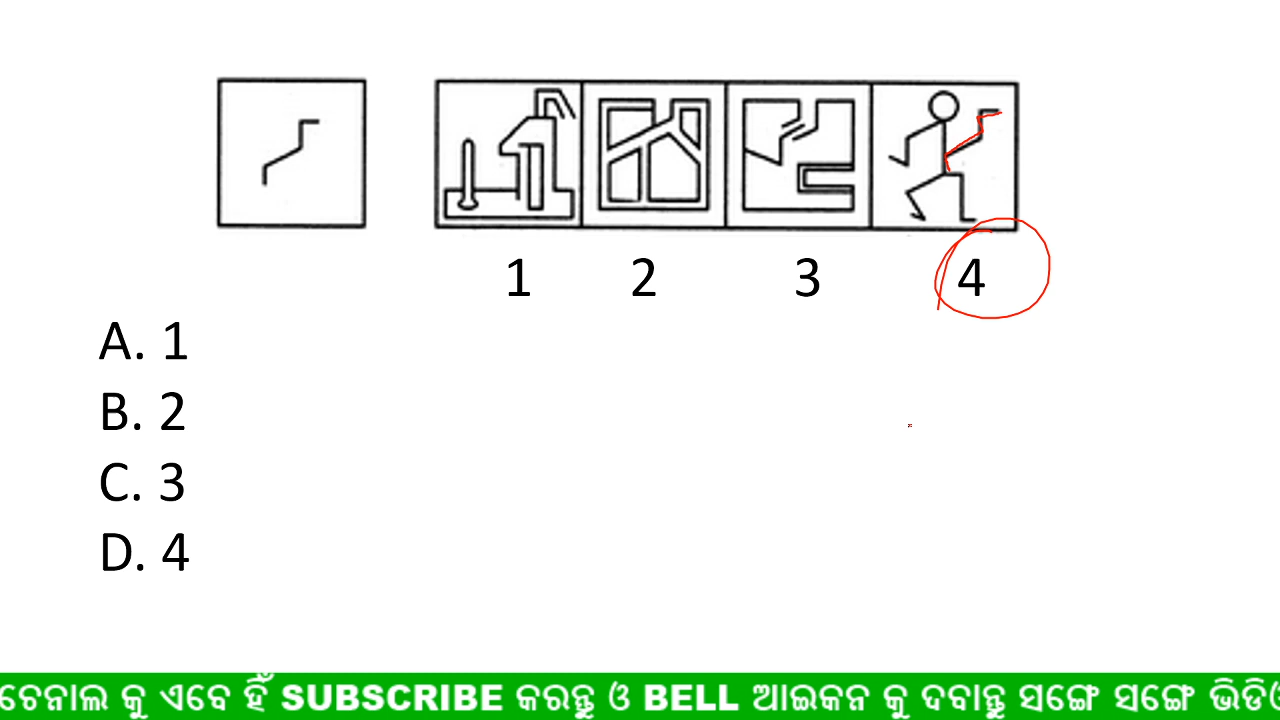 1 2 3 4
A. 1
B. 2
C. 3
D. 4
ଚେନାଲ କୁ ଏବେ ହିଁ SUBSCRIBE କରନ୍ତୁ ଓ BELL ଆଇକନ କୁ ଦବାନ୍ତୁ ସଙ୍ଗେ ସଙ୍ଗେ